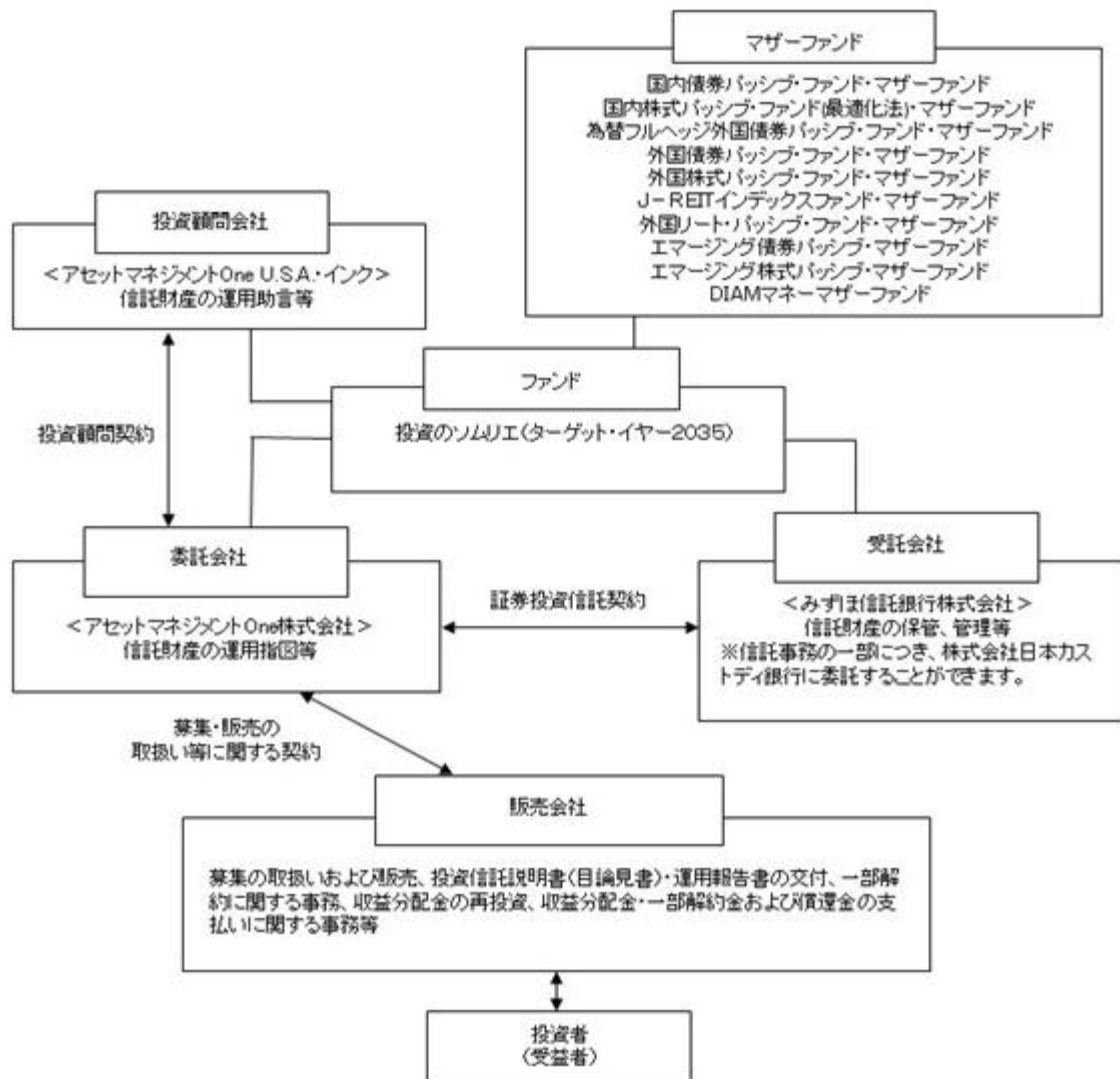 マザーファンド
国内債券パッシブ・ファンド・マザーファンド
国内株式パッシブ・ファンド(最適化法)・マザーファンド
為替フルヘッジ外国債券パッシブ・ファンド・マザーファンド
外国債券パッシブ・ファンド・マザーファンド
外国株式パッシブ・ファンド・マザーファンド
J－REITインデックスファンド・マザーファンド
外国リート・パッシブ・ファンド・マザーファンド
エマージング債券パッシブ・マザーファンド
エマージング株式パッシブ・マザーファンド
DIAMマネーマザーファンド
投資顧問会社
＜アセットマネジメントOne U.S.A.・インク＞
信託財産の運用助言等
ファンド
投資のソムリエ〈ターゲット・イヤー2035〉
投資顧問契約
委託会社
＜アセットマネジメントOne株式会社＞
信託財産の運用指図等
証券投資信託契約
受託会社
＜みずほ信託銀行株式会社＞
信託財産の保管、管理等
※信託事務の一部につき、株式会社日本カス
トディ銀行に委託することができます。
募集・販売の
取扱い等に関する契約
販売会社
募集の取扱いおよび販売、投資信託説明書（目論見書）・運用報告書の交付、一部解
約に関する事務、収益分配金の再投資、収益分配金・一部解約金および償還金の支
払いに関する事務等
投資者
（受益者）